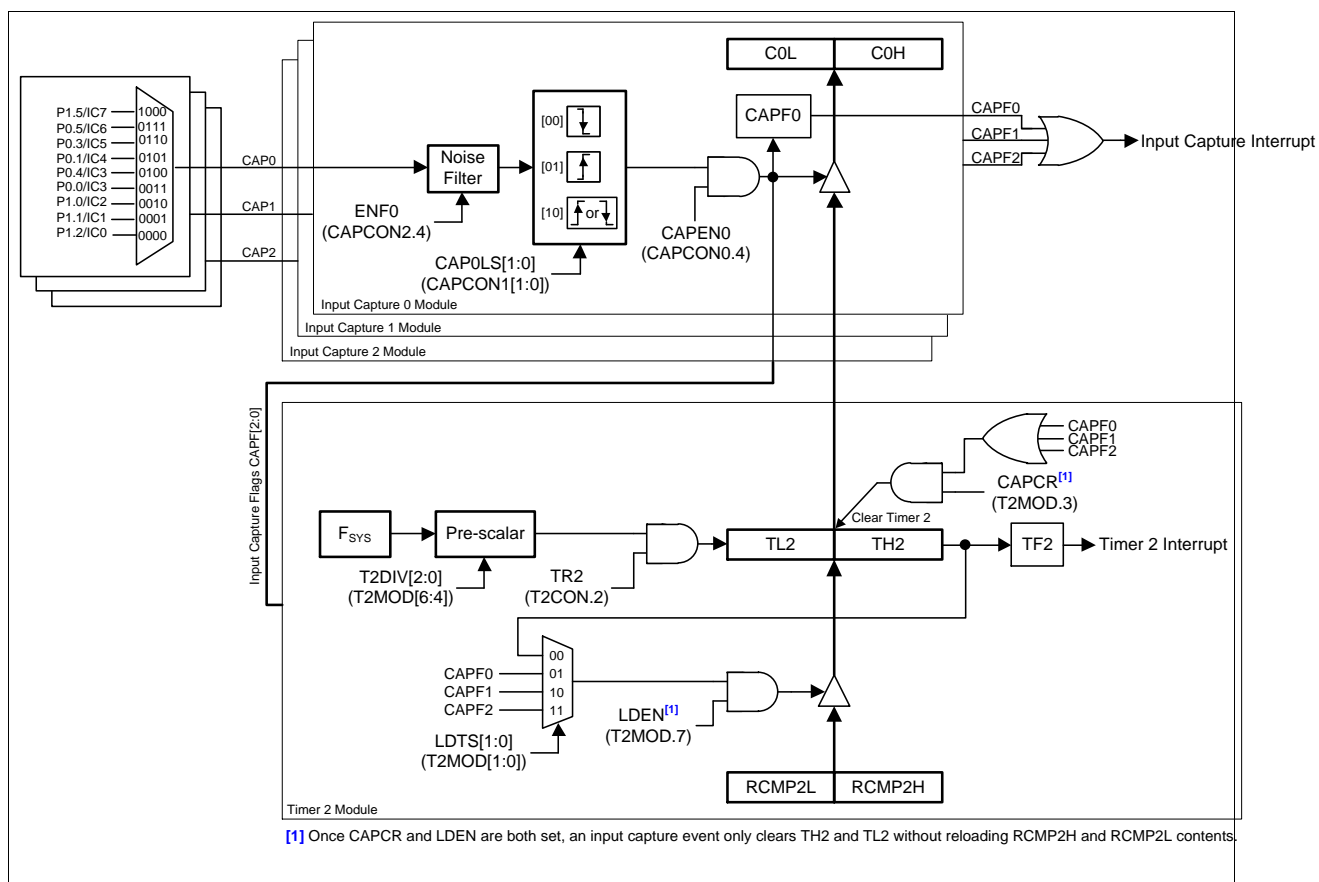 C0L C0H
P1.5/IC7 1000
P0.5/IC6 0111
P0.3/IC5 0110
P0.1/IC4 0101
P0.4/IC3 0100
P0.0/IC3 0011
P1.0/IC2 0010
P1.1/IC1 0001
P1.2/IC0 0000
CAP0
CAP1
CAP2
Noise
Filter
ENF0
(CAPCON2.4)
[00]
[01]
[10] or
CAP0LS[1:0]
(CAPCON1[1:0])
CAPEN0
(CAPCON0.4)
CAPF0
CAPF0
CAPF1
CAPF2
Input Capture Interrupt
Input Capture 0 Module
Input Capture 1 Module
Input Capture 2 Module
Input Capture Flags CAPF[2:0]
CAPF0
CAPF1
CAPF2
CAPCR[1]
(T2MOD.3)
Clear Timer 2
FSYS
Pre-scalar
T2DIV[2:0]
(T2MOD[6:4])
TR2
(T2CON.2)
TL2 TH2
TF2
Timer 2 Interrupt
00
CAPF0 01
CAPF1 10
CAPF2 11
LDTS[1:0]
(T2MOD[1:0])
LDEN[1]
(T2MOD.7)
RCMP2L RCMP2H
Timer 2 Module
[1] Once CAPCR and LDEN are both set, an input capture event only clears TH2 and TL2 without reloading RCMP2H and RCMP2L contents.